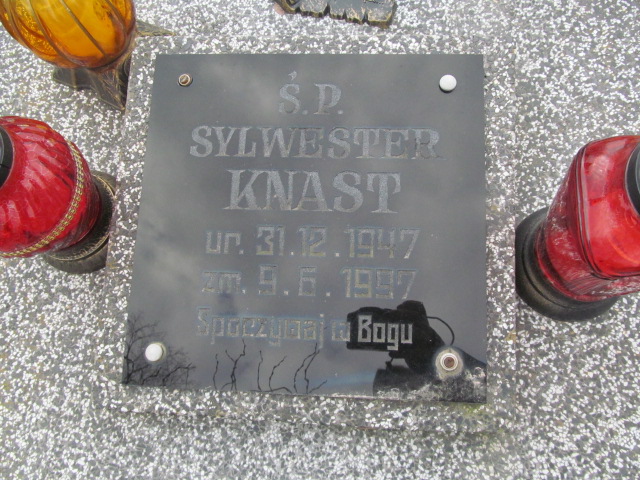 Ś.P.
SYLWESTER
KNAST
ur. 31.12.1947
zm. 9.6.1997
Spoczywaj w Bogu